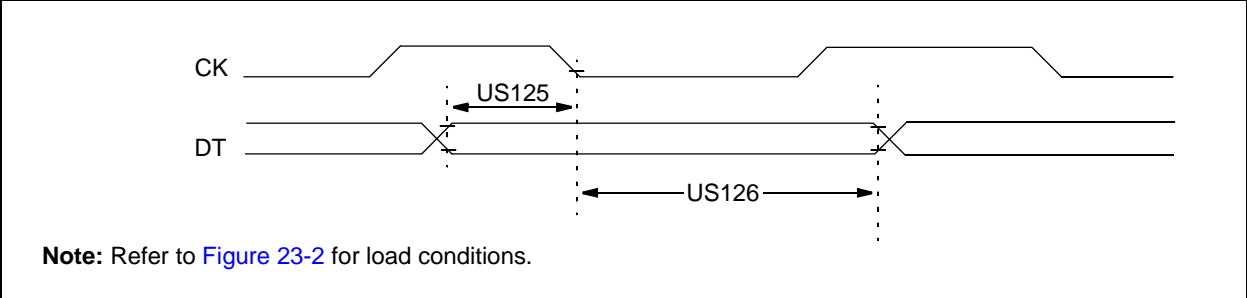 CK
US125
DT
US126
Note: Refer to Figure 23-2 for load conditions.